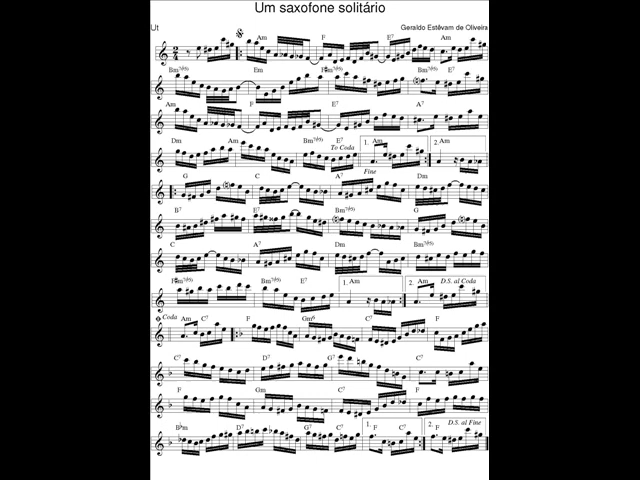 Um saxofone solitário
Ut
Geraldo Estêvam de Oliveira
Am F E7 Am
Bm7(b5) Em F#m7(b5) Bm7(b5) E7
Am F E7 A7
Dm Am Bm7(b5) E7 To Coda 1. Am 2. Am
Fine
G C A7 Dm
B7 E7 Bm7(b5) G
C A7 Dm Bm7(b5)
F#m7(b5) Bm7(b5) E7 1. Am 2. Am D.S. al Coda
Coda Am C7 F Gm6
C7 D7 G7 C7
F Gm C7 F
Bbm D7 G7 C7 1. F C7 2. F D.S. al Fine